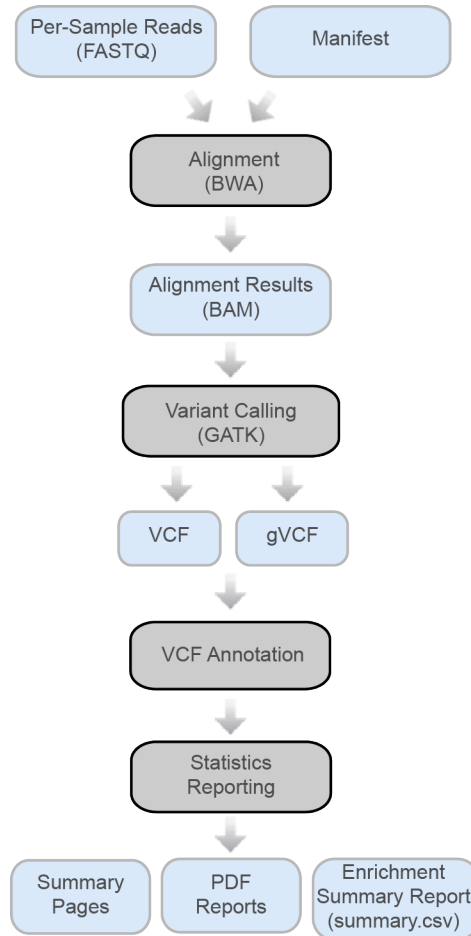 Per-Sample Reads
(FASTQ)
Manifest
Alignment
(BWA)
Alignment Results
(BAM)
Variant Calling
(GATK)
VCF
gVCF
VCF Annotation
Statistics
Reporting
Summary
Pages
PDF
Reports
Enrichment
Summary Report
(summary.csv)